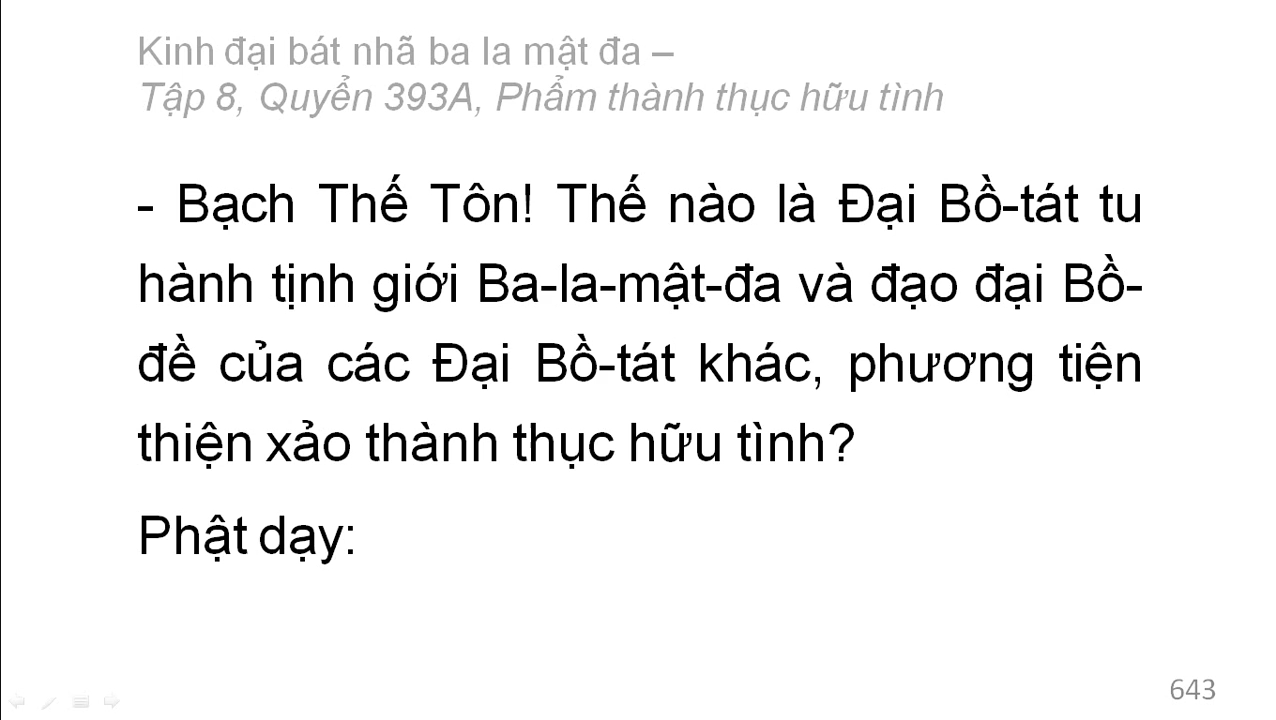 Kinh đại bát nhã ba la mật đa –
Tập 8, Quyển 393A, Phẩm thành thục hữu tình
- Bạch Thế Tôn! Thế nào là Đại Bồ-tát tu
hành tịnh giới Ba-la-mật-đa và đạo đại Bồ-
đề của các Đại Bồ-tát khác, phương tiện
thiện xảo thành thục hữu tình?
Phật dạy:
643